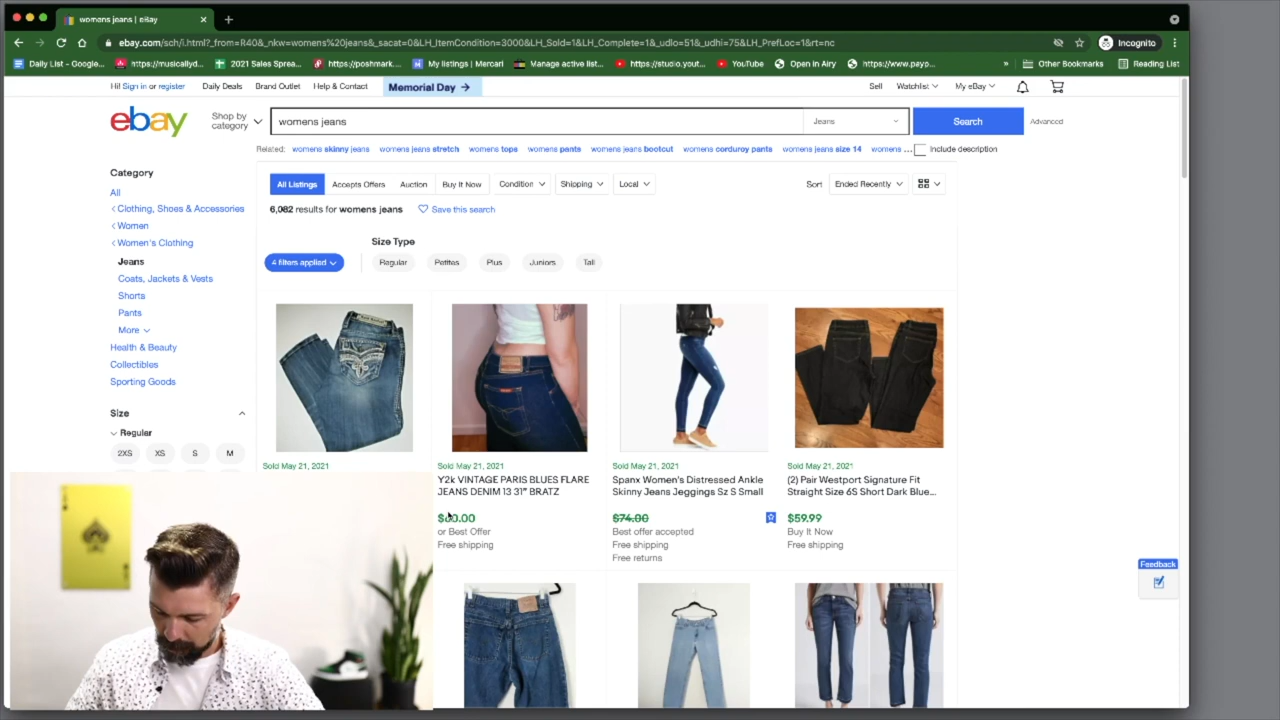 womens jeans | eBay
ebay.com/sch/i.html?_from=R40&_nkw=womens%20jeans&_sacat=0&LH_ItemCondition=3000&LH_Sold=1&LH_Complete=1&_udlo=51&_udhi=75&LH_PrefLoc=1&rt=nc
Incognito
Daily List - Google...
https://musicallyd...
2021 Sales Sprea...
https://poshmark....
My listings | Mercari
Manage active list...
https://studio.yout...
YouTube
Open in Airy
https://www.payp...
»
Other Bookmarks
Reading List
Hi! Sign in or register
Daily Deals
Brand Outlet
Help & Contact
Memorial Day
Sell
Watchlist
My eBay
ebay
Shop by
category
womens jeans
Jeans
Search
Advanced
Related:
womens skinny jeans
womens jeans stretch
womens tops
womens pants
womens jeans bootcut
womens corduroy pants
womens jeans size 14
womens ...
Include description
Category
All
Clothing, Shoes & Accessories
Women
Women's Clothing
Jeans
Coats, Jackets & Vests
Shorts
Pants
More
Health & Beauty
Collectibles
Sporting Goods
Size
Regular
2XS
XS
S
M
All Listings
Accepts Offers
Auction
Buy It Now
Condition
Shipping
Local
Sort
Ended Recently
6,082 results for womens jeans
Save this search
Size Type
4 filters applied
Regular
Petites
Plus
Juniors
Tall
Sold May 21, 2021
Sold May 21, 2021
Y2k VINTAGE PARIS BLUES FLARE
JEANS DENIM 13 31" BRATZ
or Best Offer
Free shipping
Sold May 21, 2021
Spanx Women's Distressed Ankle
Skinny Jeans Jeggings Sz S Small
$74.00
Best offer accepted
Free shipping
Free returns
Sold May 21, 2021
(2) Pair Westport Signature Fit
Straight Size 6S Short Dark Blue...
$59.99
Buy It Now
Free shipping
Feedback